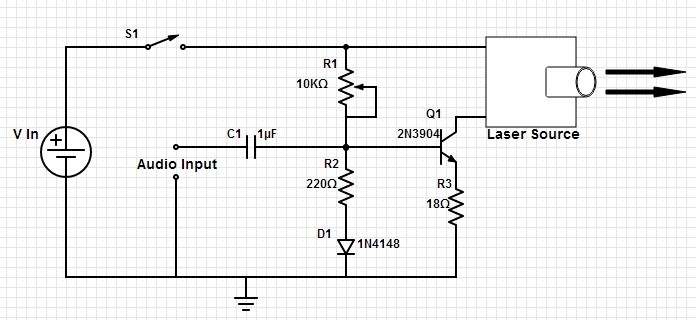 S1
R1
10KΩ
Q1
V In
C1 1µF
2N3904
Laser Source
Audio Input
R2
220Ω
R3
18Ω
D1
1N4148